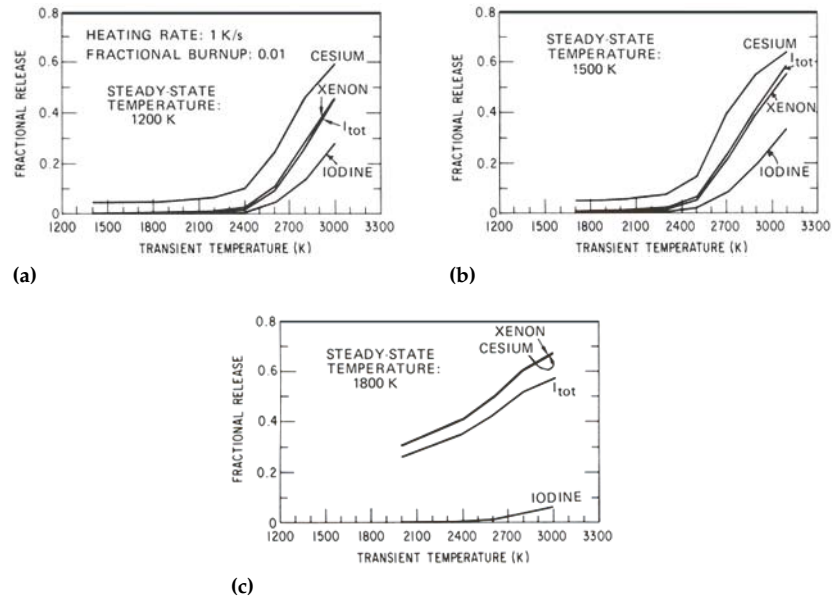 0.8
HEATING RATE: 1 K/s
FRACTIONAL BURNUP: 0.01
CESIUM
XENON
STEADY-STATE
TEMPERATURE:
1200 K
I_tot
IODINE
0.6
0.4
0.2
0
FRACTIONAL RELEASE
1200 1500 1800 2100 2400 2700 3000 3300
TRANSIENT TEMPERATURE (K)
(a)
0.8
STEADY-STATE
TEMPERATURE:
1500 K
CESIUM
I_tot
XENON
IODINE
0.6
0.4
0.2
0
FRACTIONAL RELEASE
1200 1500 1800 2100 2400 2700 3000 3300
TRANSIENT TEMPERATURE (K)
(b)
0.8
XENON
CESIUM
STEADY-STATE
TEMPERATURE:
1800 K
I_tot
IODINE
0.6
0.4
0.2
0
FRACTIONAL RELEASE
1200 1500 1800 2100 2400 2700 3000 3300
TRANSIENT TEMPERATURE (K)
(c)